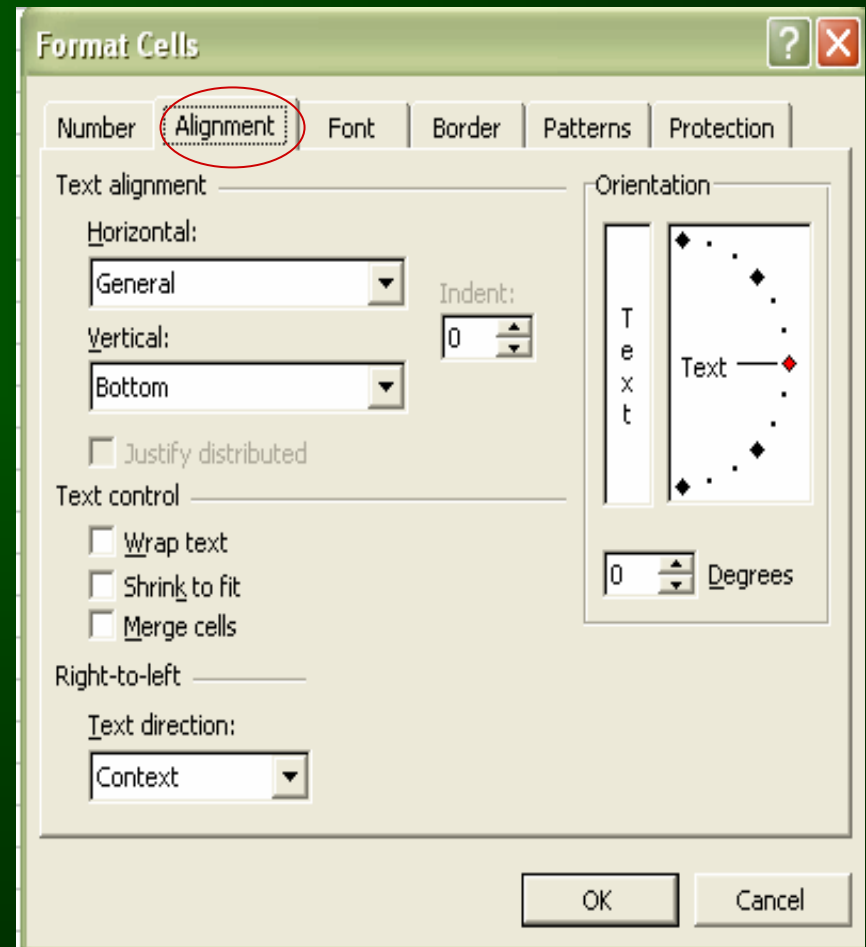 Format Cells
Number Alignment Font Border Patterns Protection
Text alignment
Horizontal:
General
Indent:
0
Vertical:
Bottom
Justify distributed
Text control
Wrap text
Shrink to fit
Merge cells
Right-to-left
Text direction:
Context
Orientation
Text
Text
0 Degrees
OK Cancel